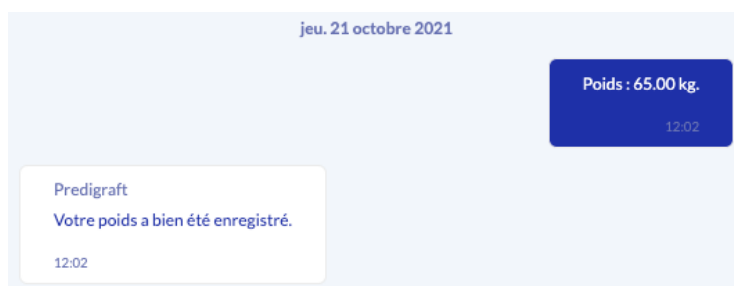 jeu. 21 octobre 2021
Poids : 65.00 kg.
12:02
Predigraft
Votre poids a bien été enregistré.
12:02